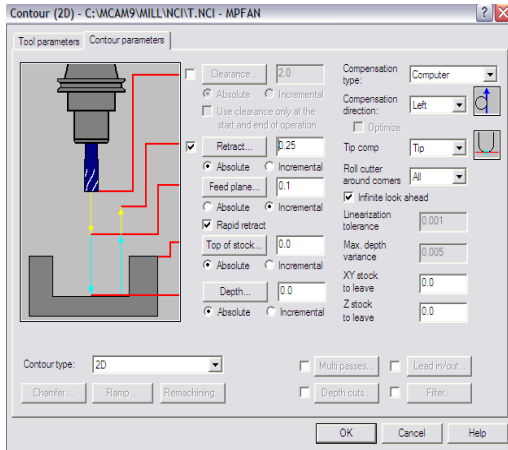 Contour (2D) - C:\MCAM9\MILL\NCI\T.NCI - MPFAN
Tool parameters Contour parameters
Clearance... 2.0
Absolute Incremental
Use clearance only at the
start and end of operation
Retract... 0.25
Absolute Incremental
Feed plane... 0.1
Absolute Incremental
Rapid retract
Top of stock... 0.0
Absolute Incremental
Depth... 0.0
Absolute Incremental
Compensation
type: Computer
Compensation
direction: Left
Optimize
Tip comp Tip
Roll cutter
around corners All
Infinite look ahead
Linearization
tolerance 0.001
Max. depth
variance 0.005
XY stock
to leave 0.0
Z stock
to leave 0.0
Contour type: 2D
Chamfer... Ramp... Remachining...
Multi passes... Lead in/out...
Depth cuts... Filter...
OK Cancel Help